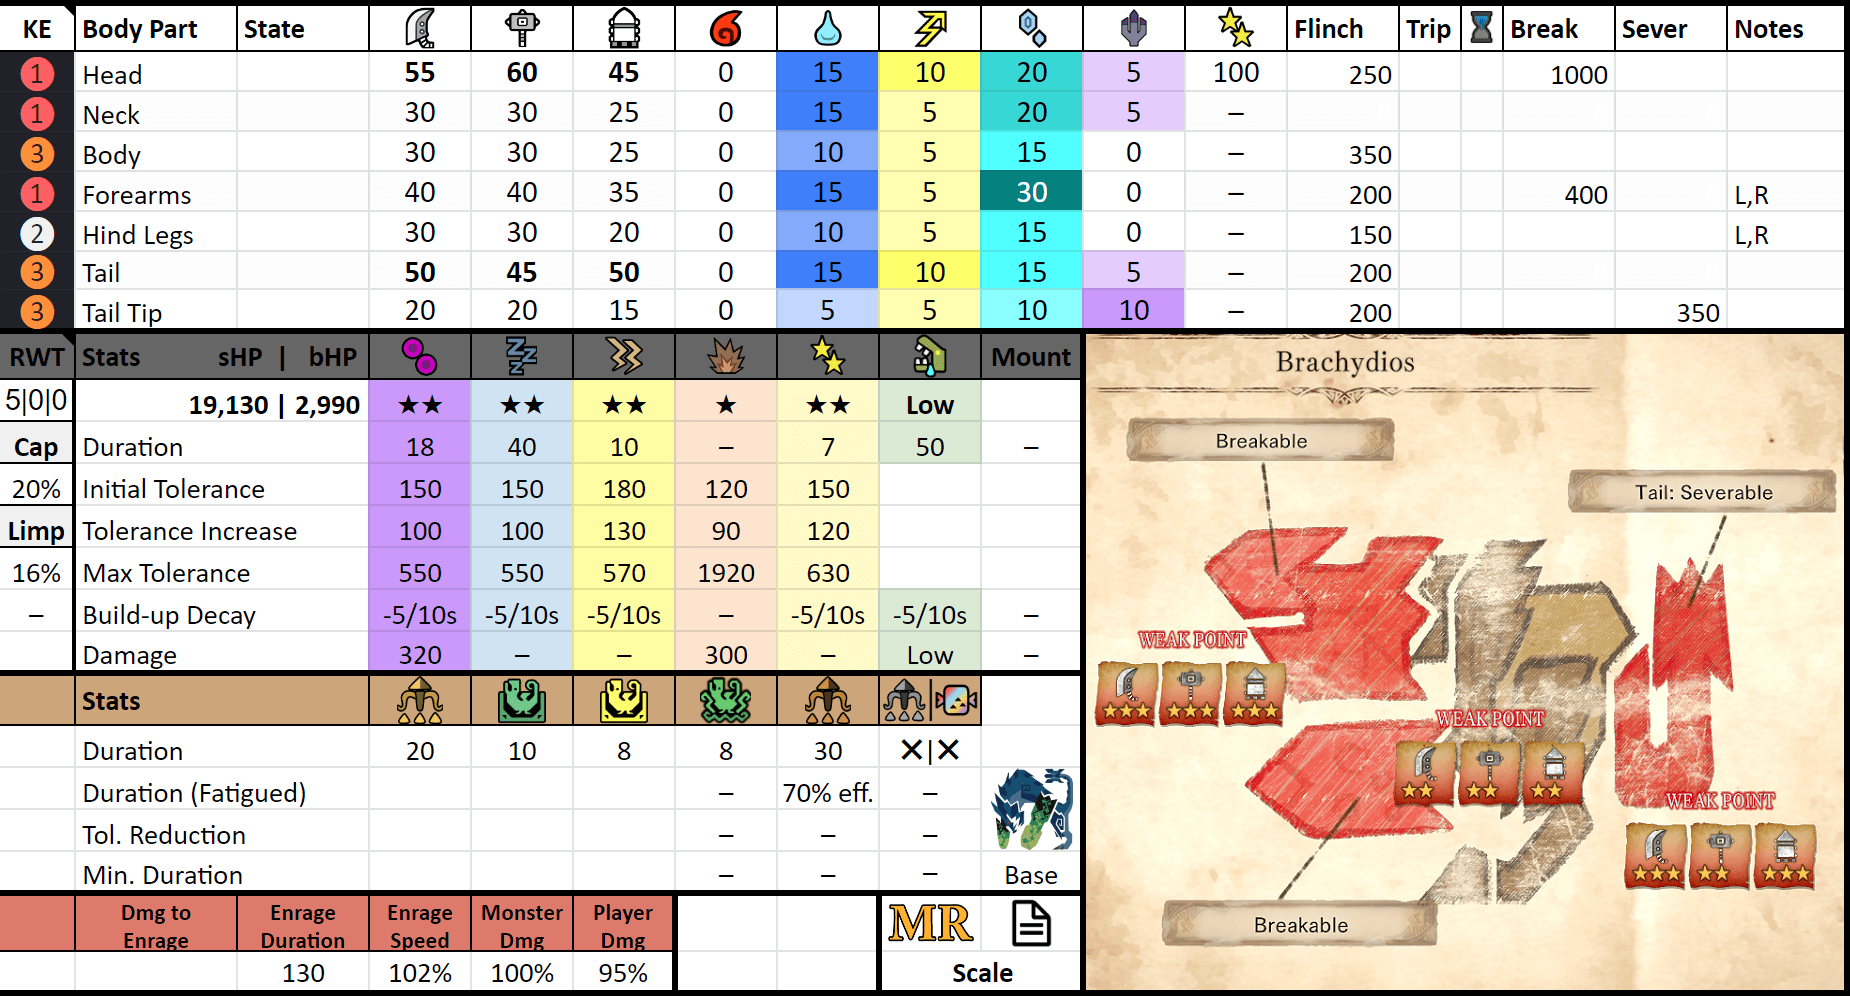 KE Body Part State Flinch Trip Break Sever Notes
1 Head 55 60 45 0 15 10 20 5 100 250 1000
1 Neck 30 30 25 0 15 5 20 5 –
3 Body 30 30 25 0 10 5 15 0 – 350
1 Forearms 40 40 35 0 15 5 30 0 – 200 400 L,R
2 Hind Legs 30 30 20 0 10 5 15 0 – 150 L,R
3 Tail 50 45 50 0 15 10 15 5 – 200
3 Tail Tip 20 20 15 0 5 5 10 10 – 200 350
RWT Stats sHP | bHP Mount
5|0|0 19,130 | 2,990 ★★ ★★ ★★ ★ ★★ Low
Cap Duration 18 40 10 – 7 50 –
20% Initial Tolerance 150 150 180 120 150
Limp Tolerance Increase 100 100 130 90 120
16% Max Tolerance 550 550 570 1920 630
– Build-up Decay -5/10s -5/10s -5/10s – -5/10s -5/10s –
Damage 320 – – 300 – Low –
Stats
Duration 20 10 8 8 30 ✕|✕
Duration (Fatigued) – 70% eff. –
Tol. Reduction – – –
Min. Duration – – – Base
Dmg to Enrage Enrage Duration Enrage Speed Monster Dmg Player Dmg MR
130 102% 100% 95% Scale
Brachydios
Breakable
Tail: Severable
WEAK POINT
★★★ ★★★ ★★★
WEAK POINT
★★ ★★ ★★
WEAK POINT
★★★ ★★ ★★★
Breakable